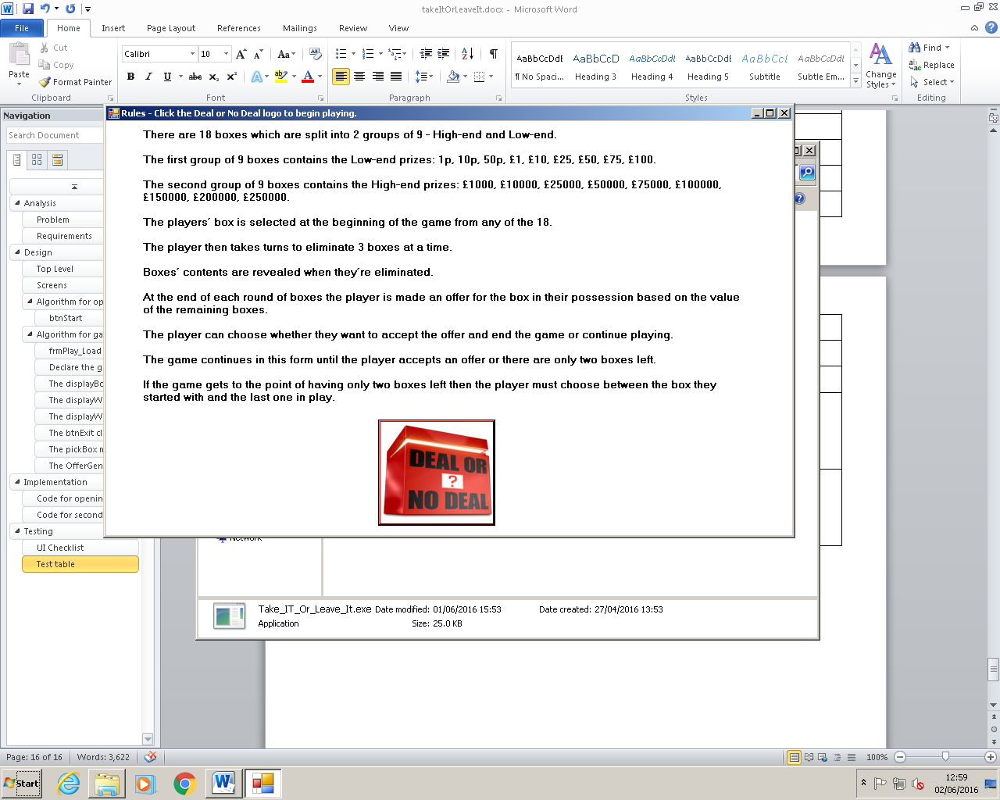 takeItOrLeaveIt.docx - Microsoft Word
File Home Insert Page Layout References Mailings Review View
Paste
Cut
Copy
Format Painter
Clipboard
Calibri 10
Font
Paragraph
AaBbCcDdE AaBbCcD AaBbCcDdE AaBbCcDdE AaBbCcL AaBbCcDdE
¶ No Spaci... Heading 3 Heading 4 Heading 5 Subtitle Subtle Em...
Change Styles
Styles
Find
Replace
Select
Editing
Navigation
Search Document
Analysis
Problem
Requirements
Design
Top Level
Screens
Algorithm for op
btnStart
Algorithm for ga
frmPlay_Load
Declare the g
The displayBo
The displayW
The displayW
The btnExit cl
The pickBox m
The OfferGen
Implementation
Code for openin
Code for second
Testing
UI Checklist
Test table
Rules - Click the Deal or No Deal logo to begin playing.
There are 18 boxes which are split into 2 groups of 9 - High-end and Low-end.
The first group of 9 boxes contains the Low-end prizes: 1p, 10p, 50p, £1, £10, £25, £50, £75, £100.
The second group of 9 boxes contains the High-end prizes: £1000, £10000, £25000, £50000, £75000, £100000,
£150000, £200000, £250000.
The players' box is selected at the beginning of the game from any of the 18.
The player then takes turns to eliminate 3 boxes at a time.
Boxes' contents are revealed when they're eliminated.
At the end of each round of boxes the player is made an offer for the box in their possession based on the value
of the remaining boxes.
The player can choose whether they want to accept the offer and end the game or continue playing.
The game continues in this form until the player accepts an offer or there are only two boxes left.
If the game gets to the point of having only two boxes left then the player must choose between the box they
started with and the last one in play.
DEAL OR
?
NO DEAL
Network
Take_IT_Or_Leave_It.exe Date modified: 01/06/2016 15:53 Date created: 27/04/2016 13:53
Application Size: 25.0 KB
Page: 16 of 16 Words: 3,622 100%
Start
12:59
02/06/2016